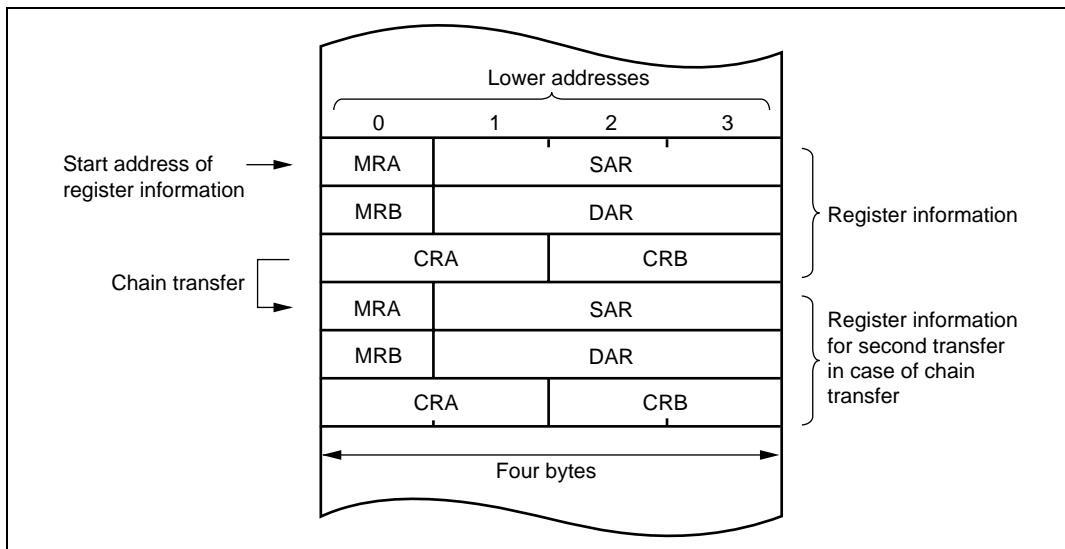 Lower addresses
0 1 2 3
Start address of
register information
MRA SAR
MRB DAR
Register information
CRA CRB
Chain transfer
MRA SAR
MRB DAR
Register information
for second transfer
in case of chain
transfer
CRA CRB
Four bytes